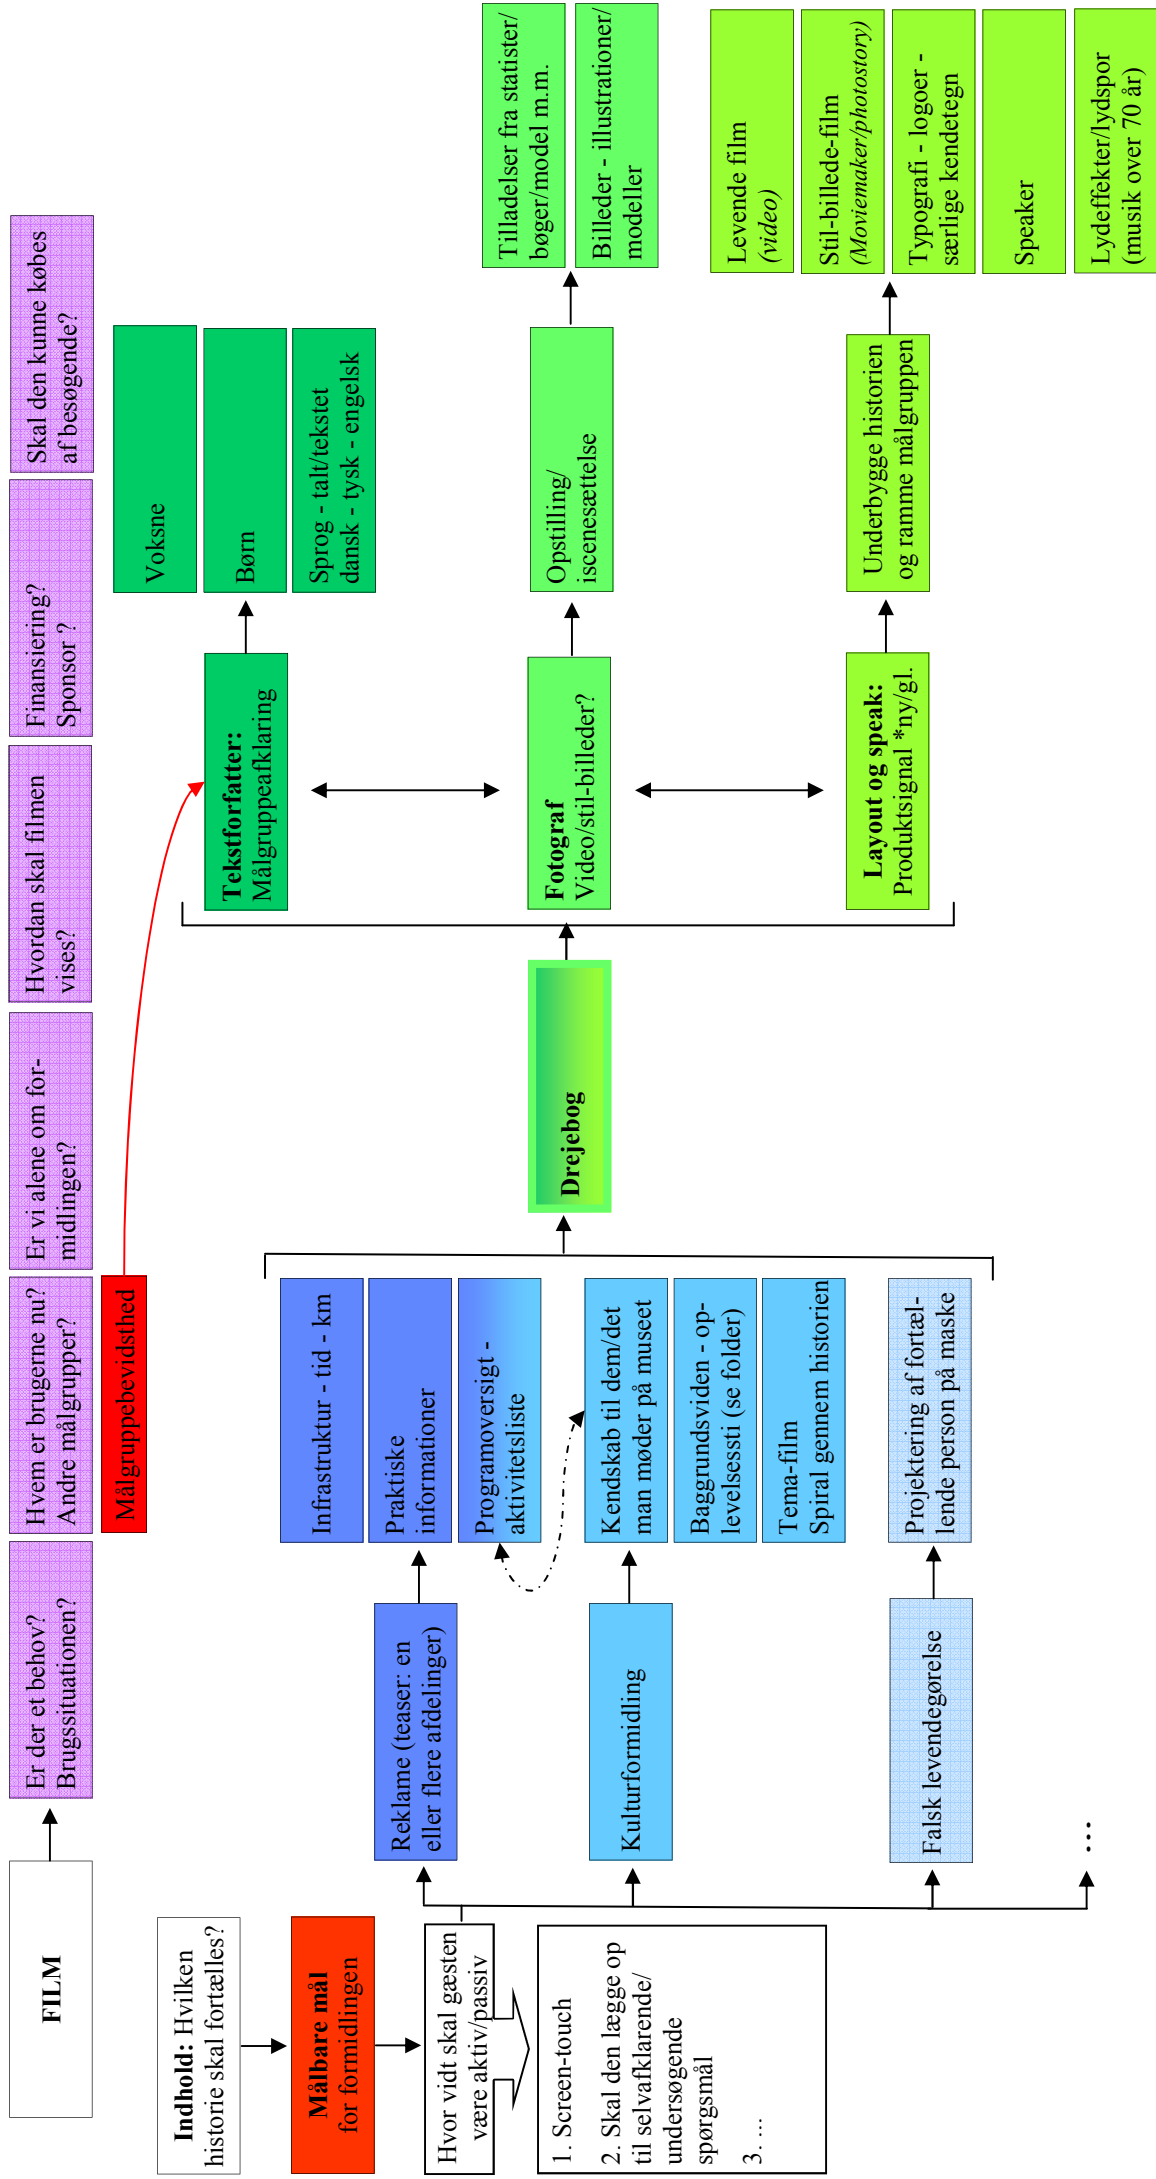 FILM
Er der et behov?
Brugssituationen?
Hvem er brugerne nu?
Andre målgrupper?
Er vi alene om for-
midlingen?
Hvordan skal filmen
vises?
Finansiering?
Sponsor ?
Skal den kunne købes
af besøgende?
Målgruppebevidsthed
Indhold: Hvilken
historie skal fortælles?
Målbare mål
for formidlingen
Hvor vidt skal gæsten
være aktiv/passiv
1. Screen-touch
2. Skal den lægge op
til selvafklarende/
undersøgende
spørgsmål
3. …
Reklame (teaser: en
eller flere afdelinger)
Kulturformidling
Falsk levendegørelse
…
Infrastruktur - tid - km
Praktiske
informationer
Programoversigt -
aktivitetsliste
Kendskab til dem/det
man møder på museet
Baggrundsviden - op-
levelsessti (se folder)
Tema-film
Spiral gennem historien
Projektering af fortæl-
lende person på maske
Drejebog
Tekstforfatter:
Målgruppeafklaring
Fotograf
Video/stil-billeder?
Layout og speak:
Produktsignal *ny/gl.
Voksne
Børn
Sprog - talt/tekstet
dansk - tysk - engelsk
Opstilling/
iscenesættelse
Underbygge historien
og ramme målgruppen
Tilladelser fra statister/
bøger/model m.m.
Billeder - illustrationer/
modeller
Levende film
(video)
Stil-billede-film
(Moviemaker/photostory)
Typografi - logoer -
særlige kendetegn
Speaker
Lydeffekter/lydspor
(musik over 70 år)